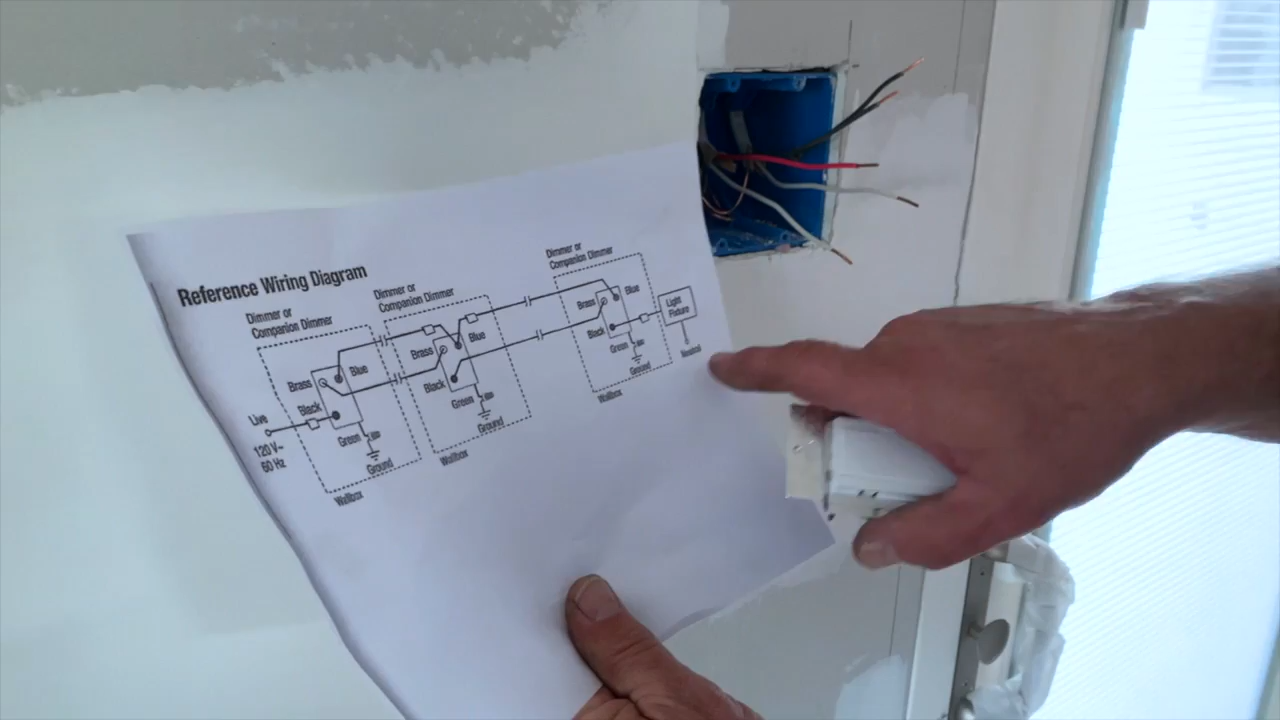 Reference Wiring Diagram
Dimmer or
Companion Dimmer
Brass
Blue
Black
Live
120 V~
60 Hz
Green
Ground
Wallbox
Dimmer or
Companion Dimmer
Brass
Blue
Black
Green
Ground
Wallbox
Dimmer or
Companion Dimmer
Brass
Blue
Black
Green
Ground
Wallbox
Light
Fixture
Neutral